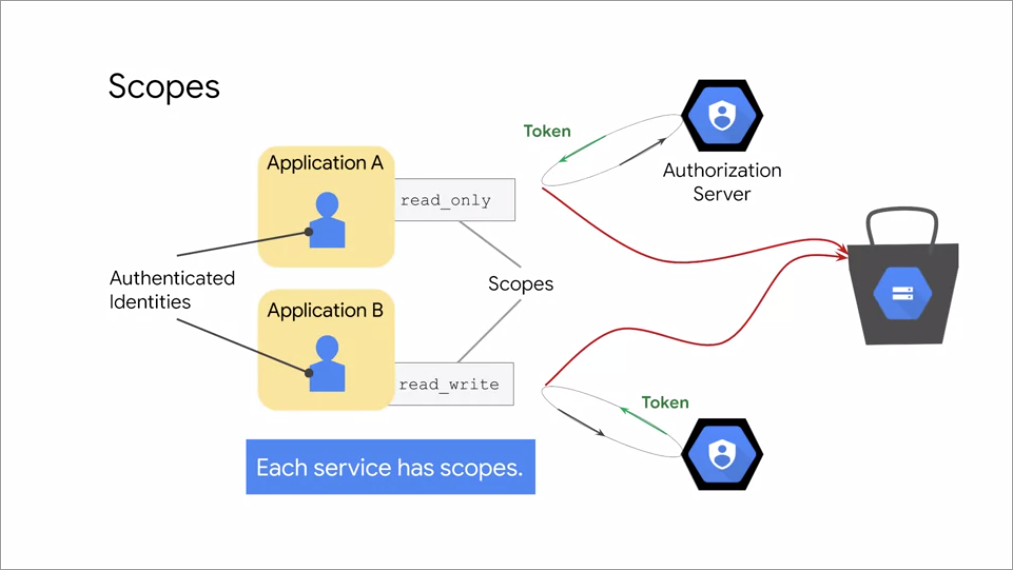 Scopes
Token
Authorization
Server
Application A
read_only
Authenticated
Identities
Scopes
Application B
read_write
Token
Each service has scopes.